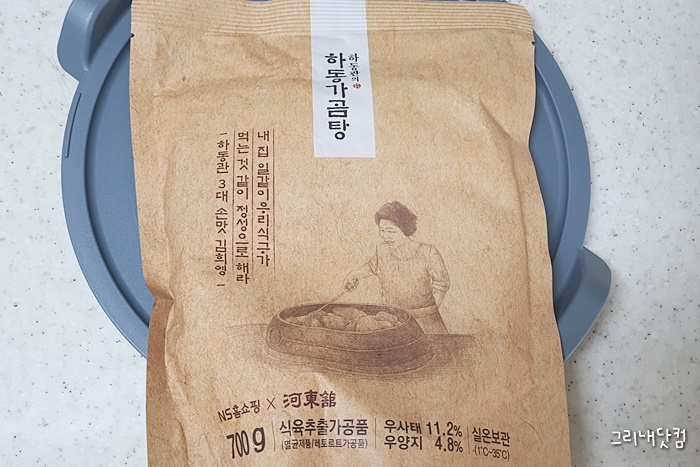 하동관의
하동가곰탕
내 집 일같이 우리식구가
먹는것 같이 정성으로해라
- 하동관 3대 손맛 김희영 -
NS홈쇼핑 × 河東館
700g
식육추출가공품
(멸균제품/레토르트가공품)
우사태 11.2%
우양지 4.8%
실온보관
(1℃~35℃)
그리내닷컴